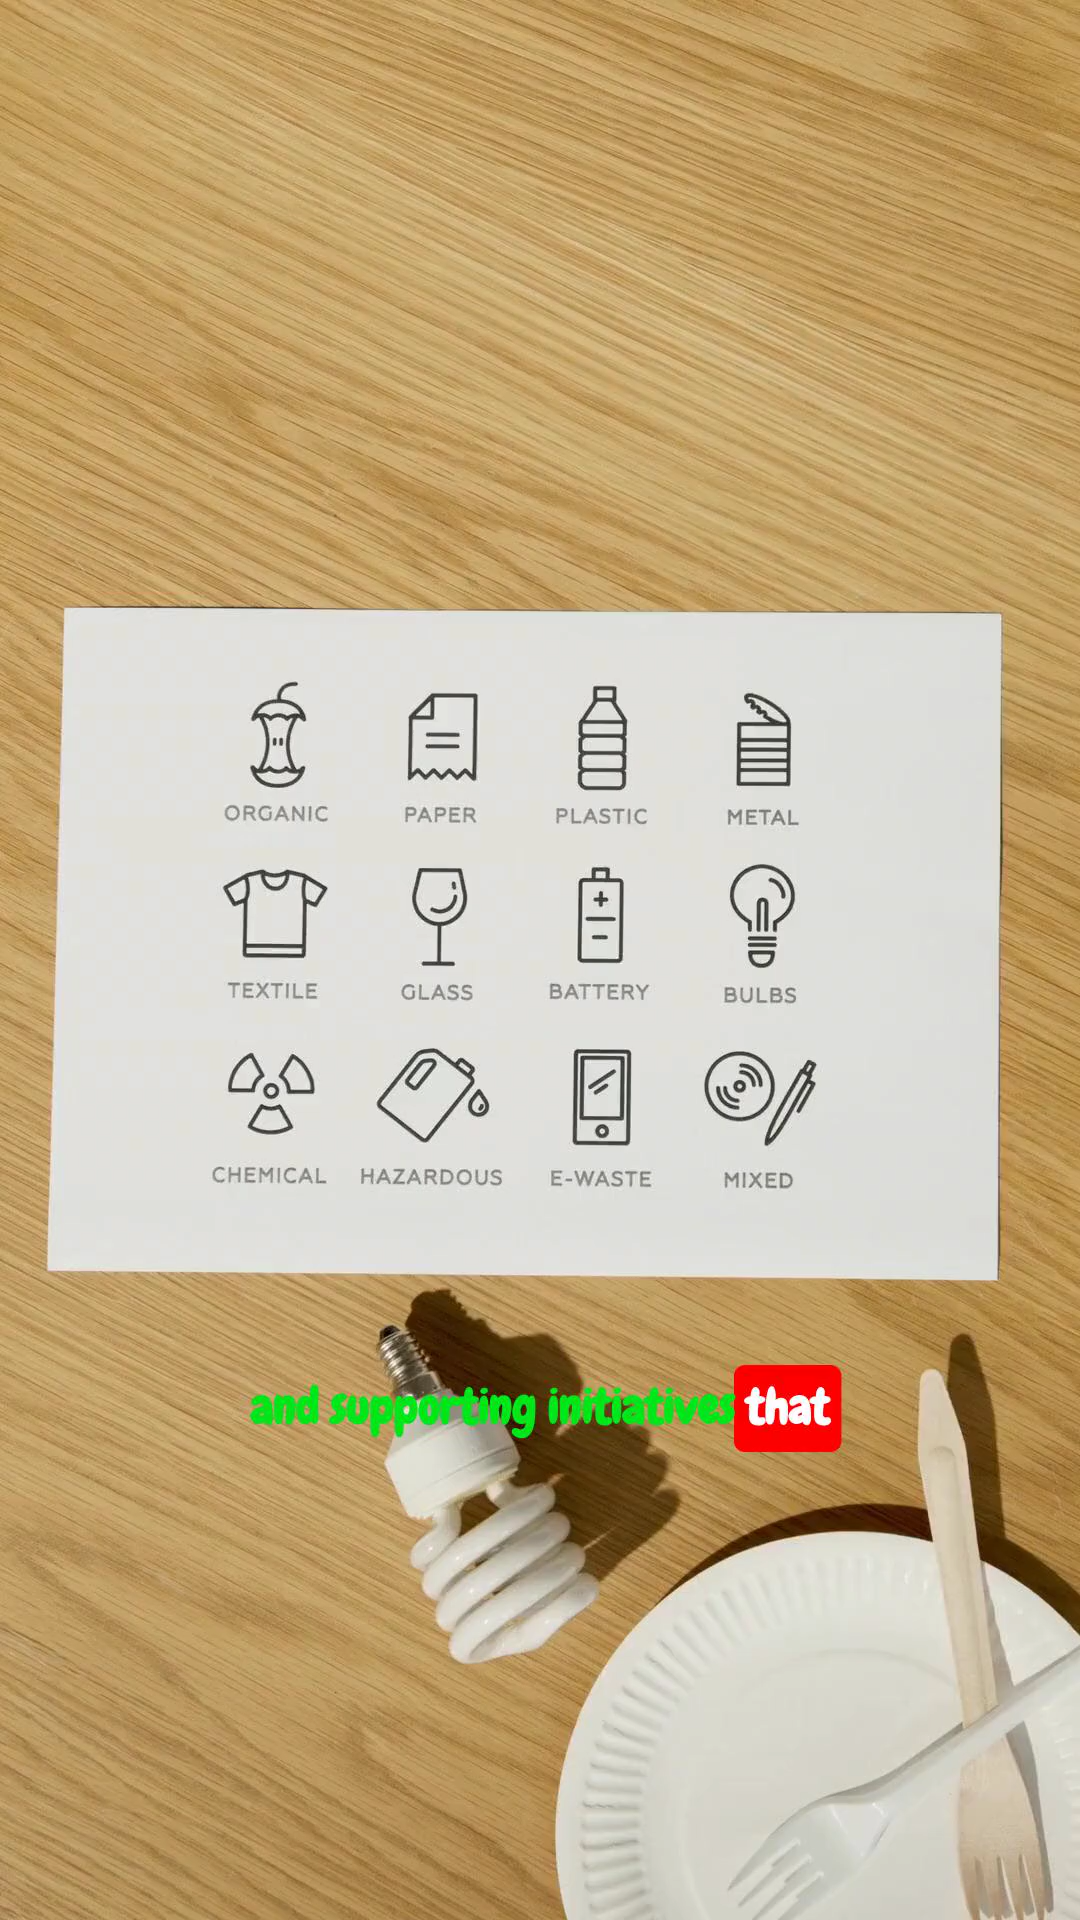 ORGANIC PAPER PLASTIC METAL
TEXTILE GLASS BATTERY BULBS
CHEMICAL HAZARDOUS E-WASTE MIXED
and supporting initiatives that